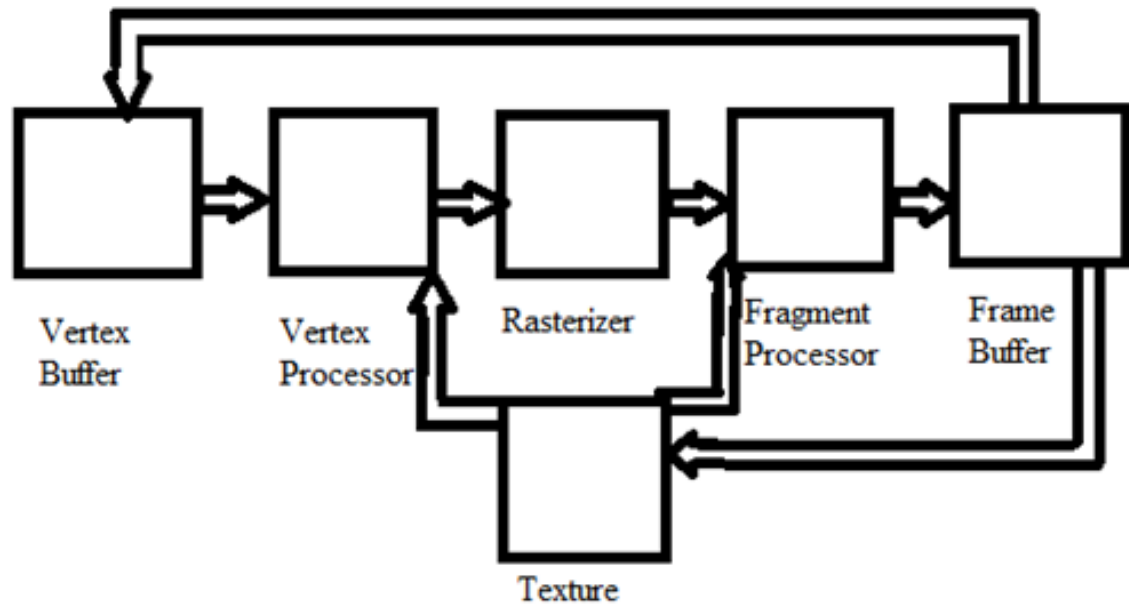 Vertex
Buffer
Vertex
Processor
Rasterizer
Fragment
Processor
Frame
Buffer
Texture